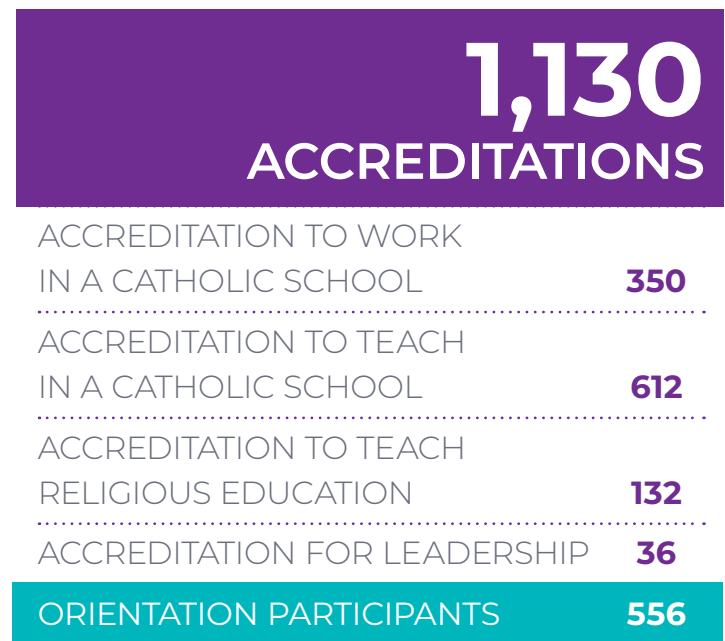 1,130
ACCREDITATIONS
ACCREDITATION TO WORK
IN A CATHOLIC SCHOOL 350
ACCREDITATION TO TEACH
IN A CATHOLIC SCHOOL 612
ACCREDITATION TO TEACH
RELIGIOUS EDUCATION 132
ACCREDITATION FOR LEADERSHIP 36
ORIENTATION PARTICIPANTS 556